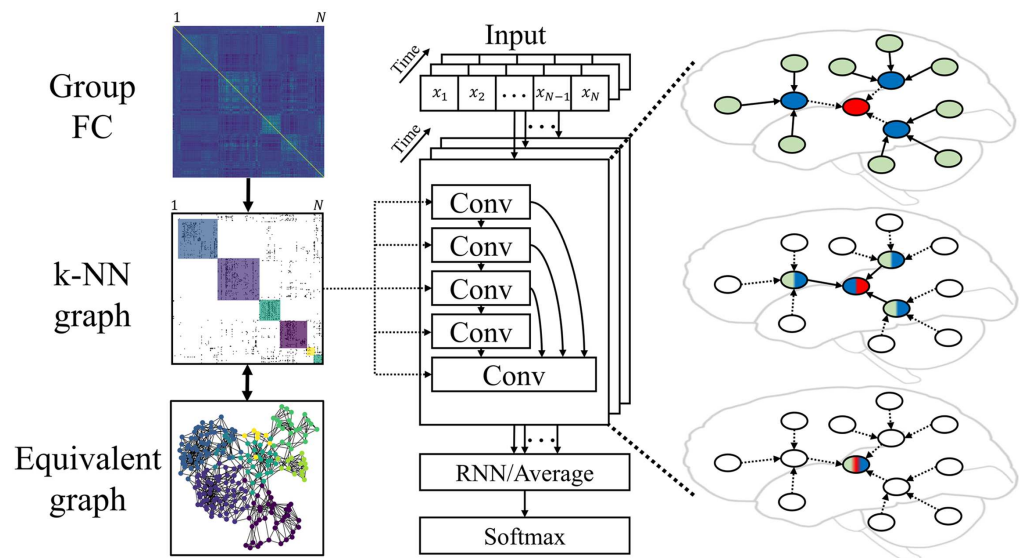 1 N
Group
FC
1 N
k-NN
graph
Equivalent
graph
Input
Time
x₁ x₂ ... xₙ₋₁ xₙ
Time
...
Conv
Conv
Conv
Conv
Conv
...
RNN/Average
Softmax